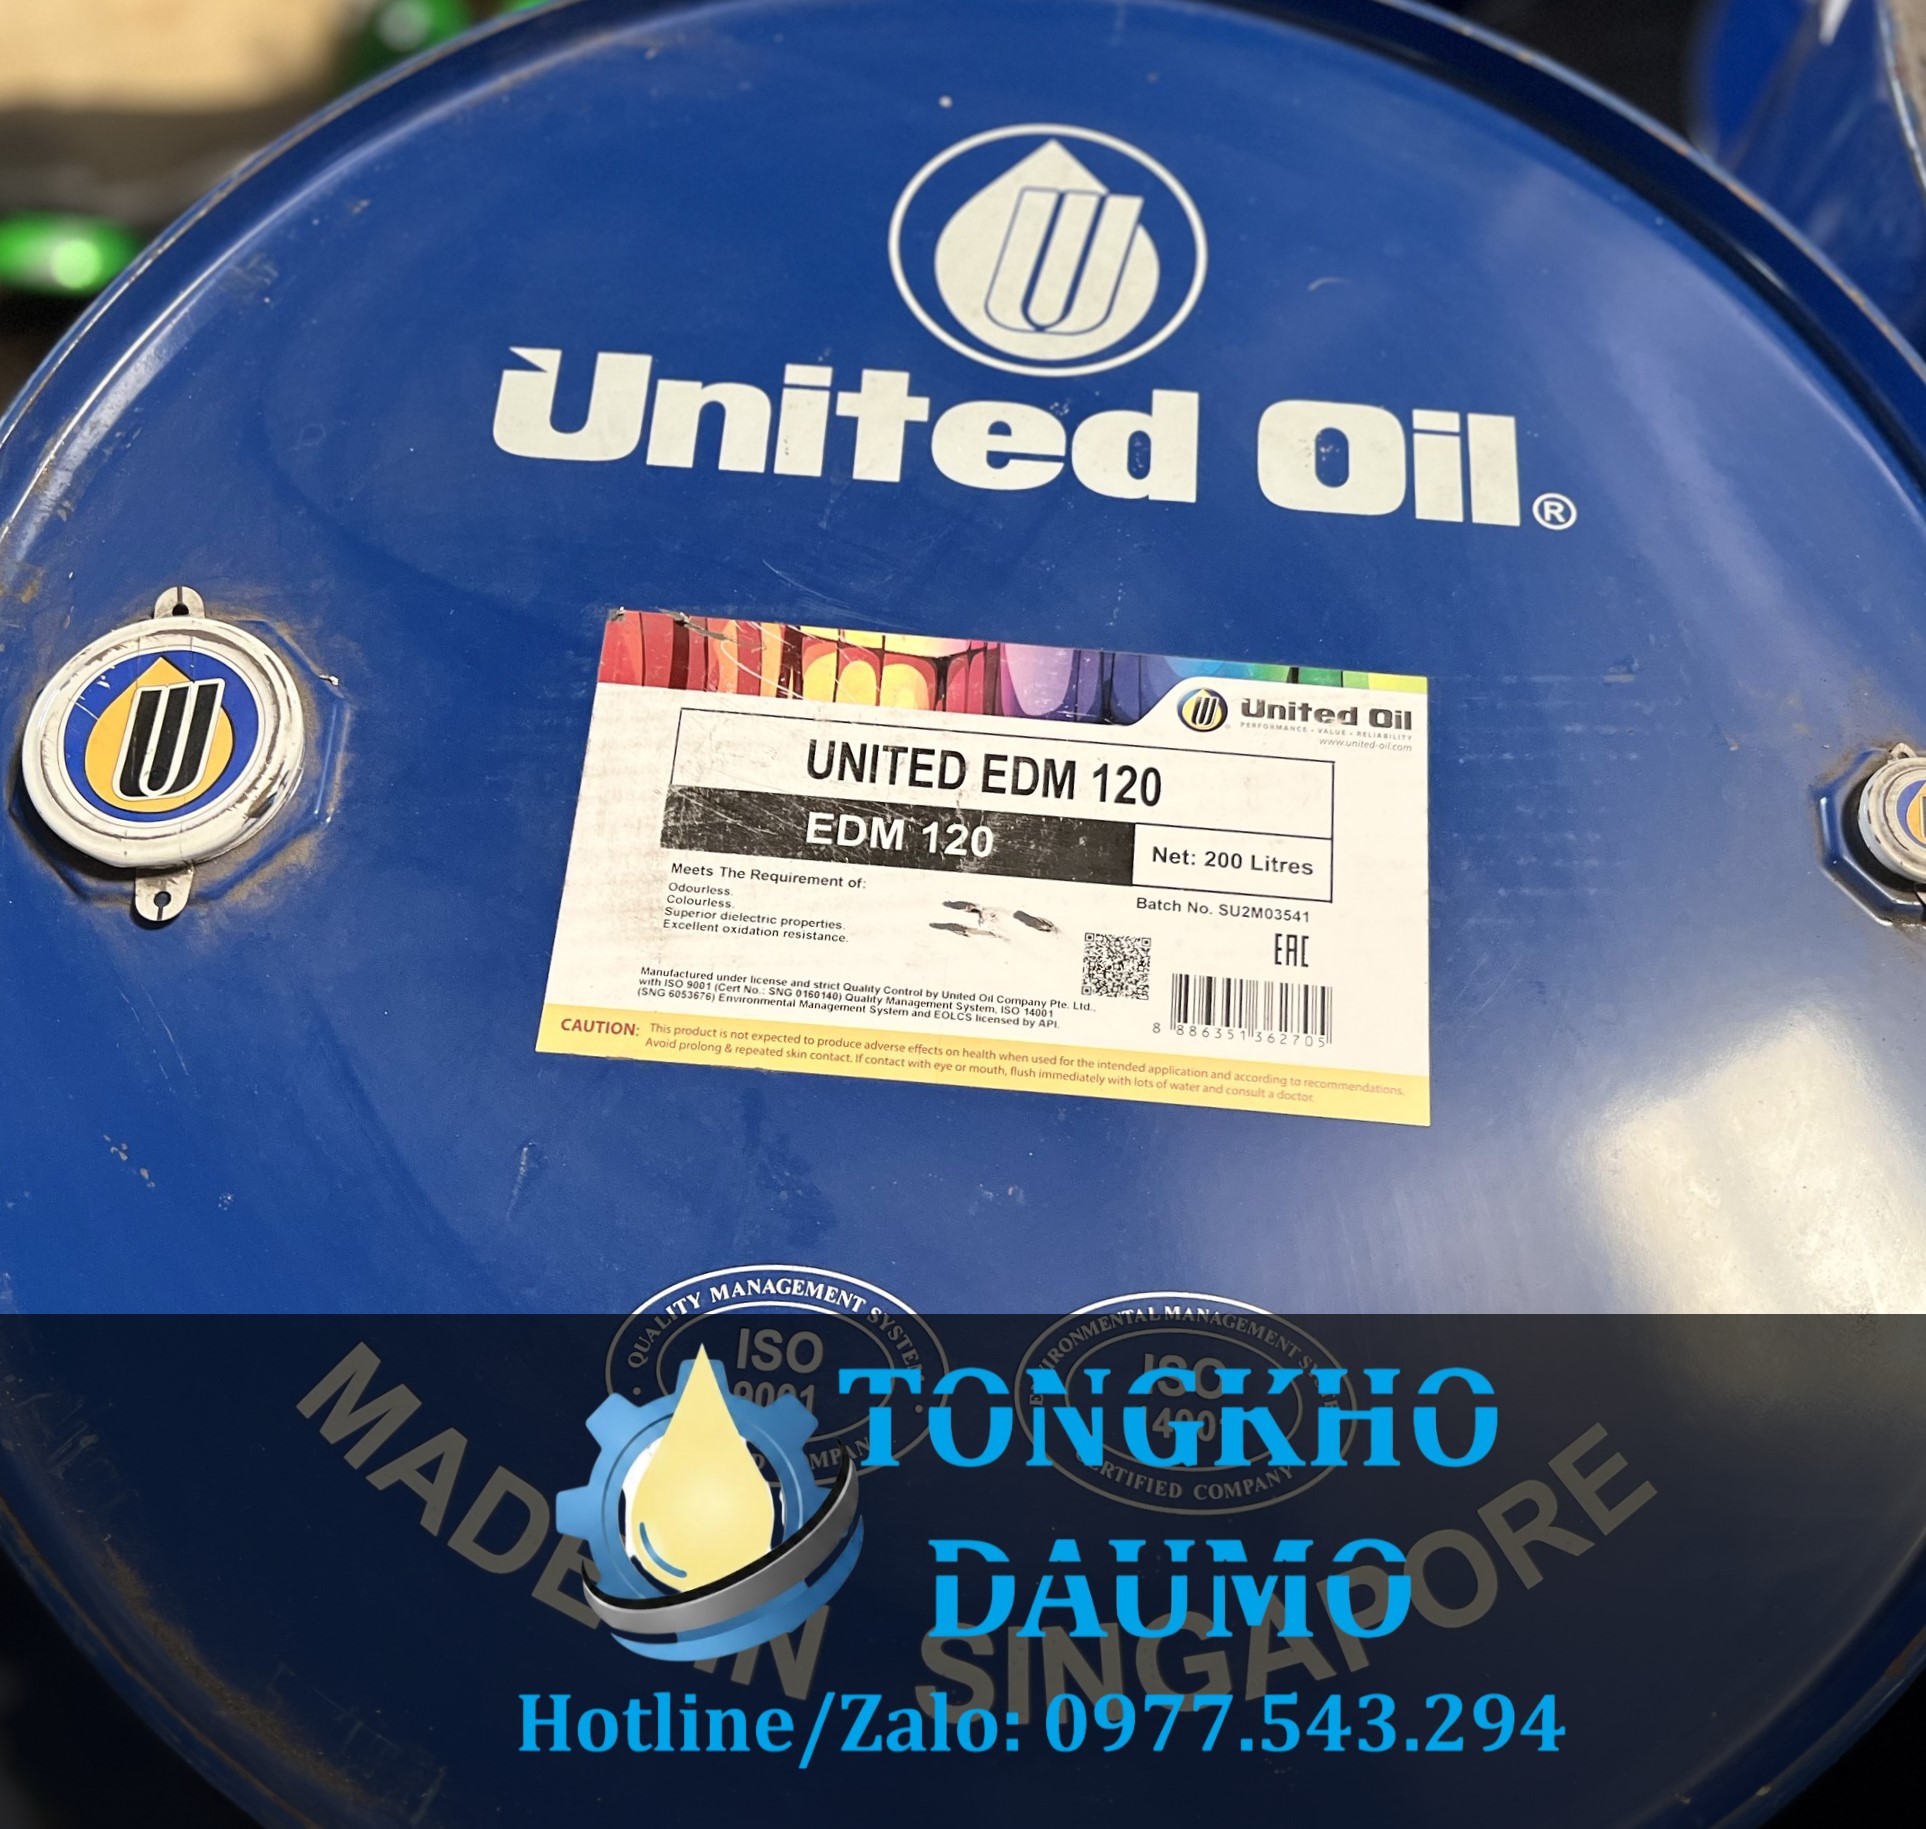 U
United Oil®
U
United Oil
PERFORMANCE • VALUE • RELIABILITY
www.united-oil.com
UNITED EDM 120
EDM 120
Net: 200 Litres
Meets The Requirement of:
Odourless.
Colourless.
Superior dielectric properties.
Excellent oxidation resistance.
Batch No. SU2M03541
EAC
Manufactured under license and strict Quality Control by United Oil Company Pte. Ltd.,
with ISO 9001 (Cert No.: SNG 0160140) Quality Management System, ISO 14001
(SNG 6053676) Environmental Management System and EOLCS licensed by API.
8 886351 362705
CAUTION: This product is not expected to produce adverse effects on health when used for the intended application and according to recommendations.
Avoid prolong & repeated skin contact. If contact with eye or mouth, flush immediately with lots of water and consult a doctor.
QUALITY MANAGEMENT SYSTEM
ISO
9001
ENVIRONMENTAL MANAGEMENT SYSTEM
ISO
14001
CERTIFIED COMPANY
MADE IN SINGAPORE
TONGKHO
DAUMO
Hotline/Zalo: 0977.543.294